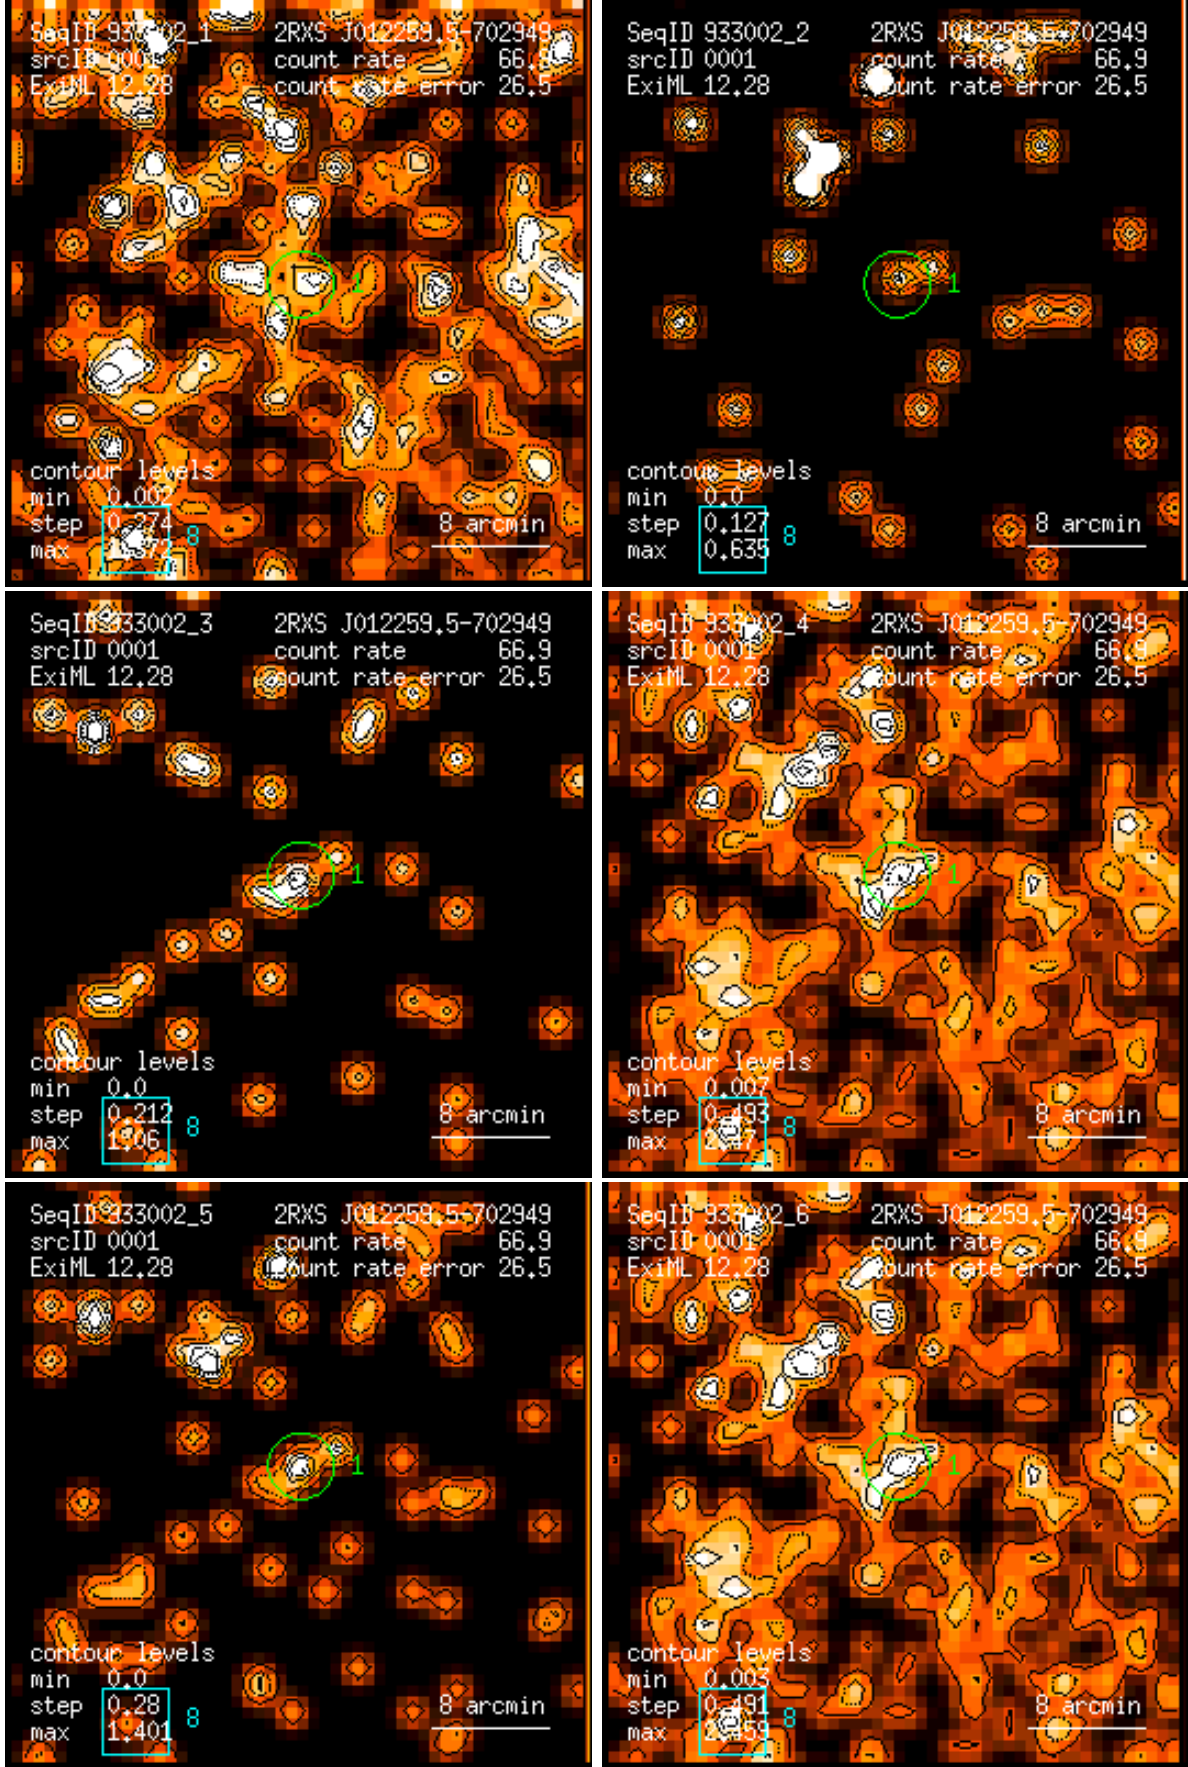 SeqID 933002_1 2RXS J012259.5-702949
srcID 0001 count rate 66.9
ExiML 12.28 count rate error 26.5
1
contour levels
min 0.002
step 0.274 8 8 arcmin
max 1.372
SeqID 933002_2 2RXS J012259.5-702949
srcID 0001 count rate 66.9
ExiML 12.28 count rate error 26.5
1
contour levels
min 0.0
step 0.127 8 8 arcmin
max 0.635
SeqID 933002_3 2RXS J012259.5-702949
srcID 0001 count rate 66.9
ExiML 12.28 count rate error 26.5
1
contour levels
min 0.0
step 0.212 8 8 arcmin
max 1.06
SeqID 933002_4 2RXS J012259.5-702949
srcID 0001 count rate 66.9
ExiML 12.28 count rate error 26.5
1
contour levels
min 0.007
step 0.493 8 8 arcmin
max 2.47
SeqID 933002_5 2RXS J012259.5-702949
srcID 0001 count rate 66.9
ExiML 12.28 count rate error 26.5
1
contour levels
min 0.0
step 0.28 8 8 arcmin
max 1.401
SeqID 933002_6 2RXS J012259.5-702949
srcID 0001 count rate 66.9
ExiML 12.28 count rate error 26.5
1
contour levels
min 0.003
step 0.491 8 8 arcmin
max 2.459